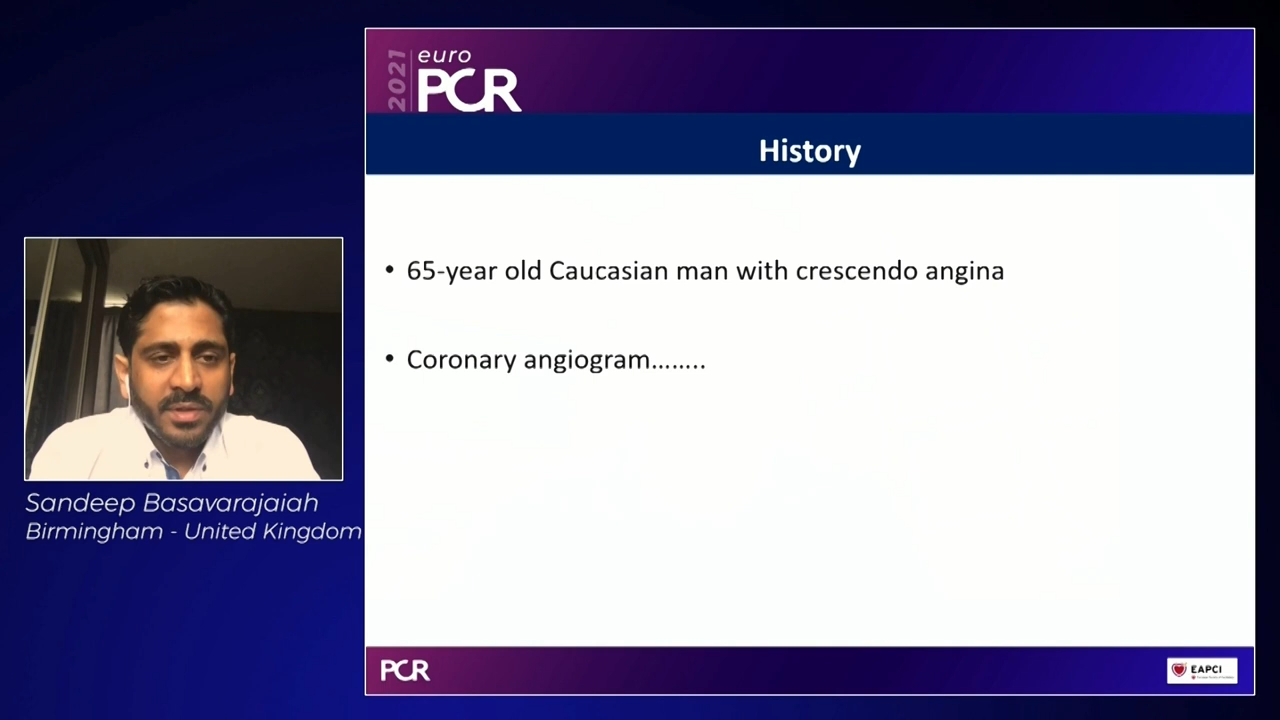 2021
euro
PCR
History
• 65-year old Caucasian man with crescendo angina
• Coronary angiogram........
Sandeep Basavarajaiah
Birmingham - United Kingdom
PCR
EAPCI